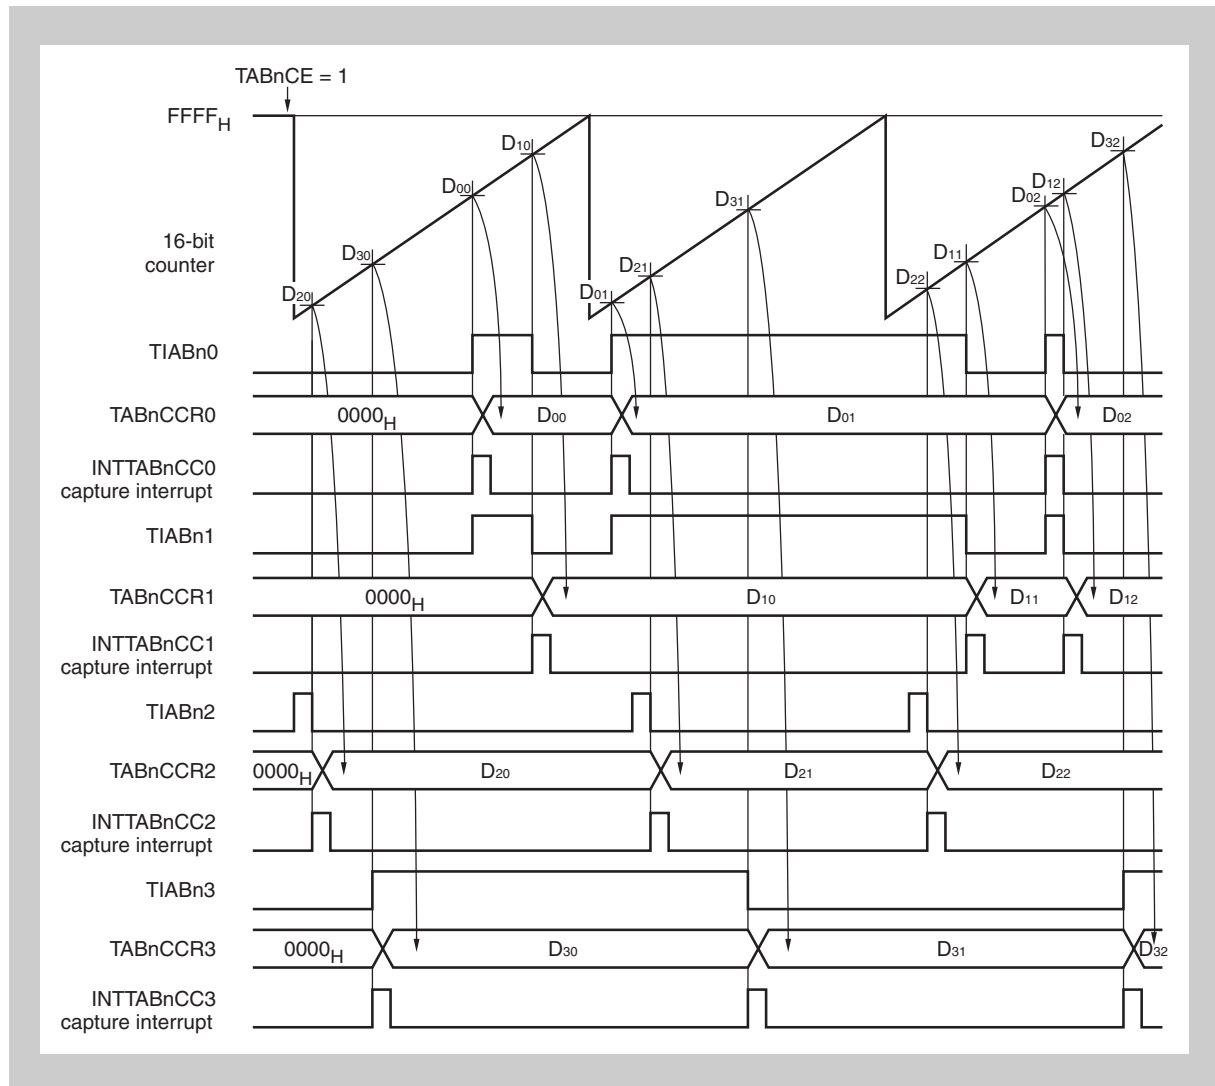 TABnCE = 1
FFFFH
D10
D32
D00
D12
D31
D02
16-bit
counter
D30
D21
D11
D20
D01
D22
TIABn0
TABnCCR0 0000H D00 D01 D02
INTTABnCC0
capture interrupt
TIABn1
TABnCCR1 0000H D10 D11 D12
INTTABnCC1
capture interrupt
TIABn2
TABnCCR2 0000H D20 D21 D22
INTTABnCC2
capture interrupt
TIABn3
TABnCCR3 0000H D30 D31 D32
INTTABnCC3
capture interrupt